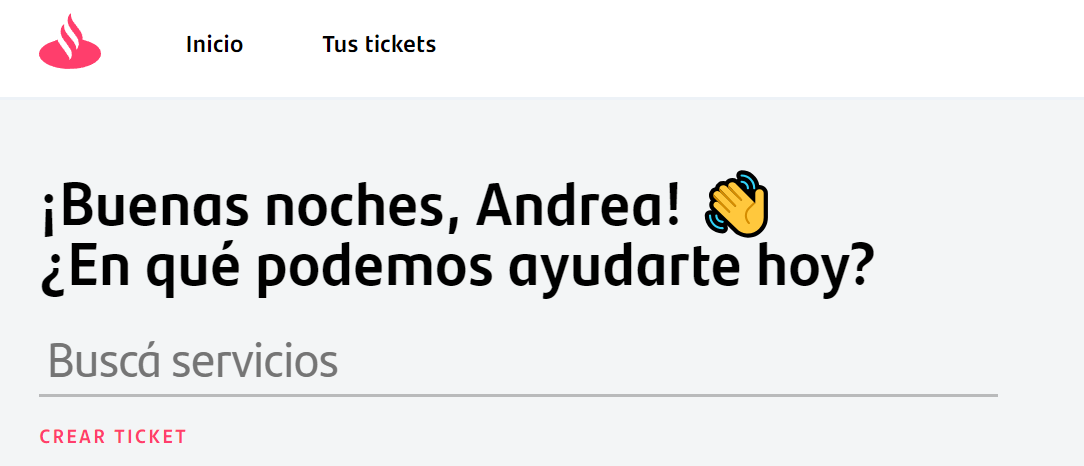 Inicio Tus tickets
¡Buenas noches, Andrea! 👋
¿En qué podemos ayudarte hoy?
Buscá servicios
CREAR TICKET